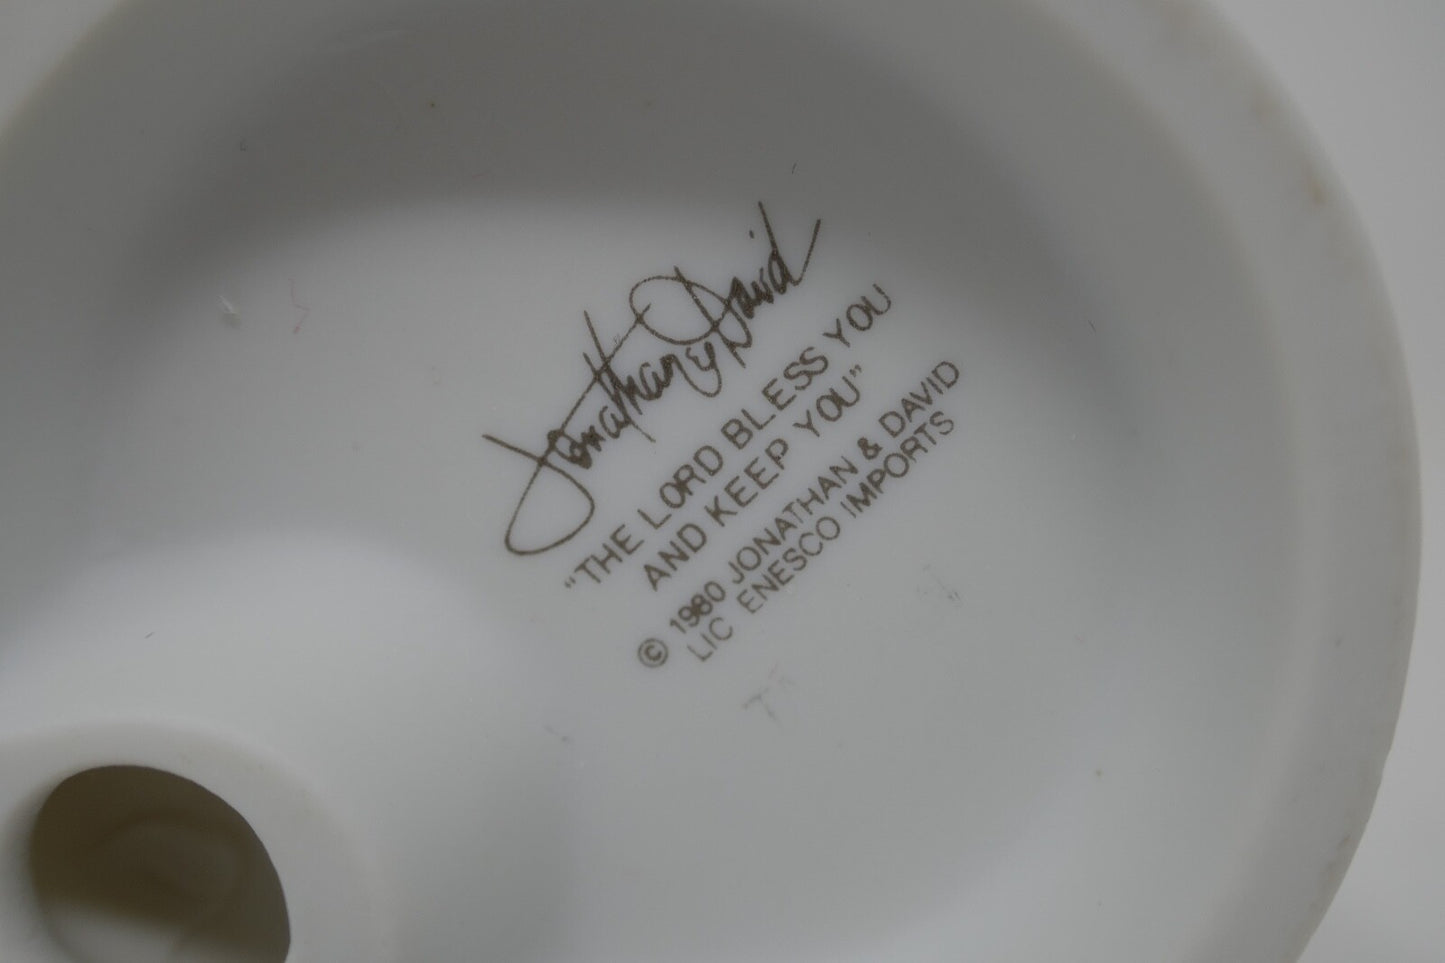 Jonathan & David
"THE LORD BLESS YOU
AND KEEP YOU"
© 1980 JONATHAN & DAVID
LIC ENESCO IMPORTS